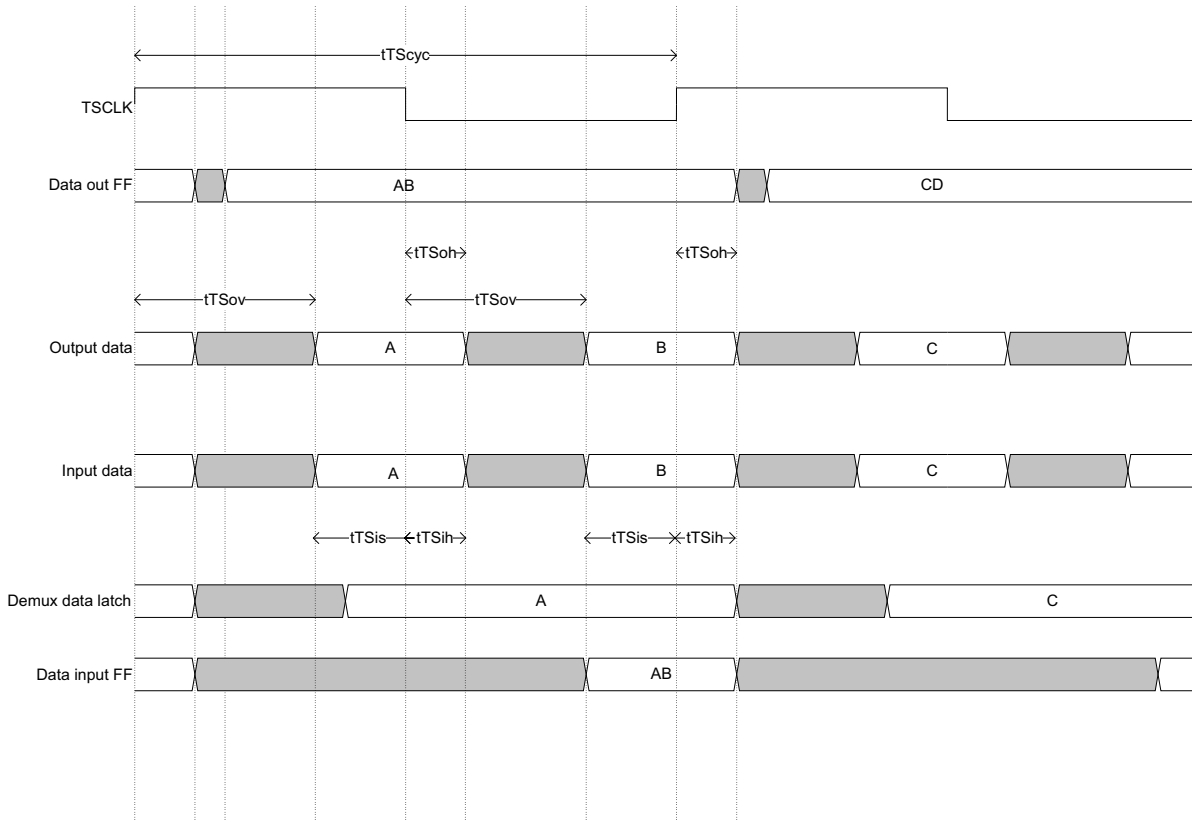 tTScyc
TSCLK
Data out FF AB CD
tTSoh tTSoh
tTSov tTSov
Output data A B C
Input data A B C
tTSis tTSih tTSis tTSih
Demux data latch A C
Data input FF AB